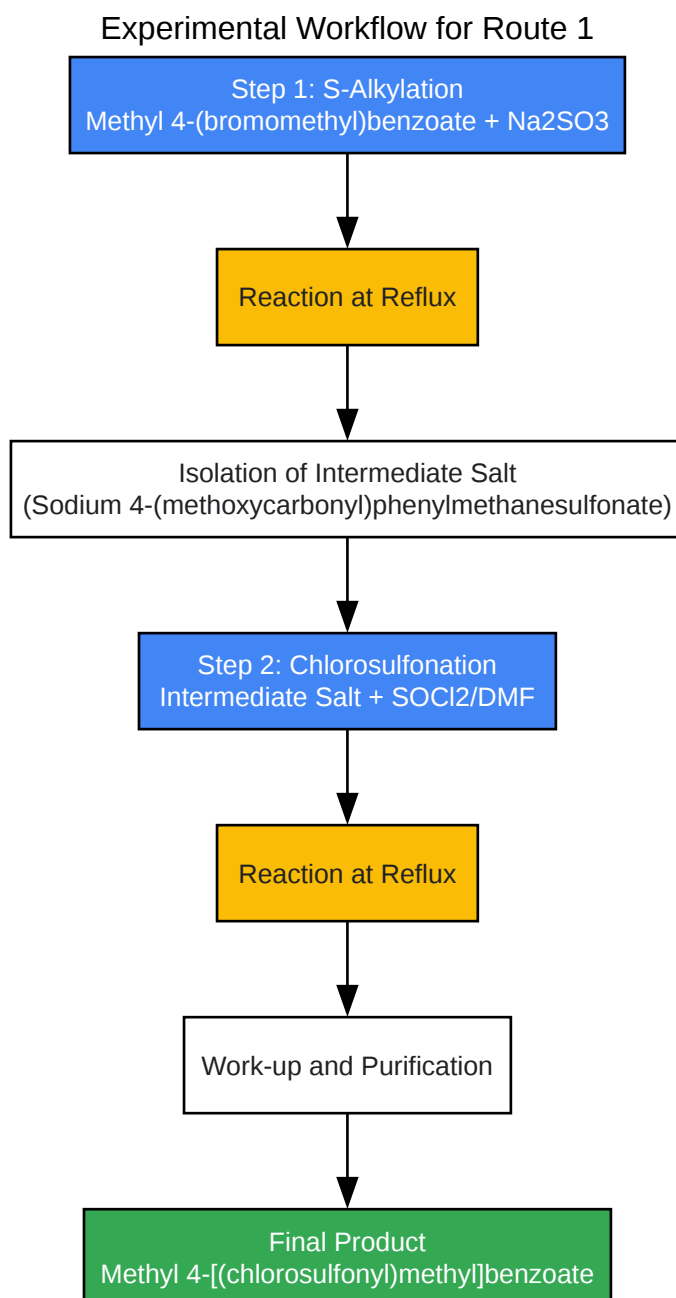 Experimental Workflow for Route 1
Step 1: S-Alkylation
Methyl 4-(bromomethyl)benzoate + Na2SO3
Reaction at Reflux
Isolation of Intermediate Salt
(Sodium 4-(methoxycarbonyl)phenylmethanesulfonate)
Step 2: Chlorosulfonation
Intermediate Salt + SOCl2/DMF
Reaction at Reflux
Work-up and Purification
Final Product
Methyl 4-[(chlorosulfonyl)methyl]benzoate